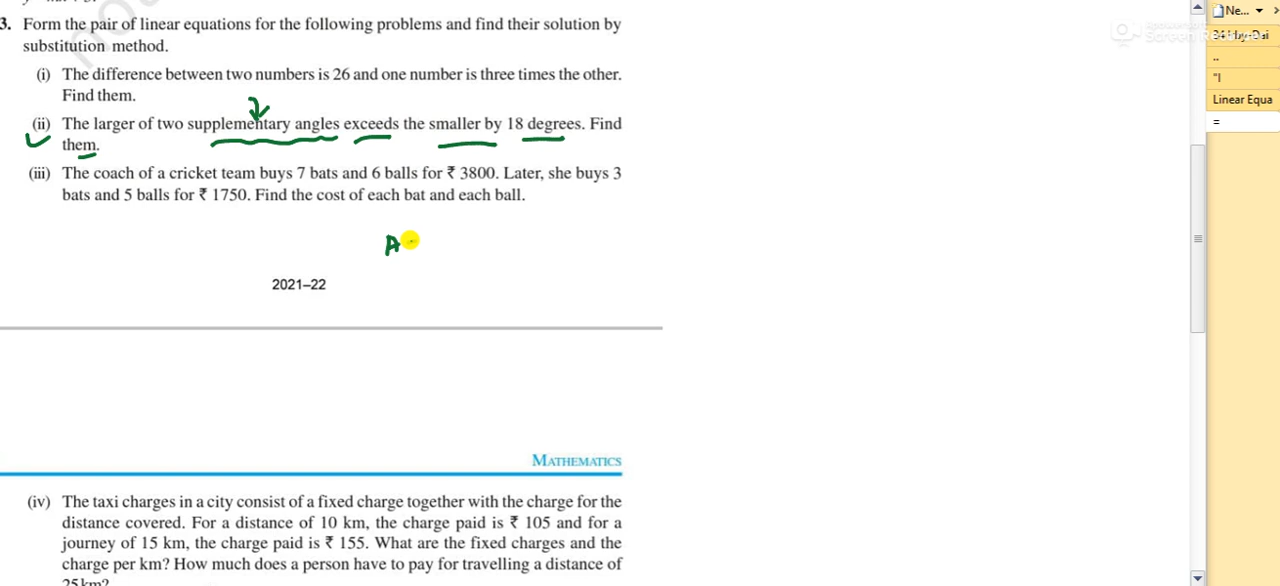 3. Form the pair of linear equations for the following problems and find their solution by
substitution method.
(i) The difference between two numbers is 26 and one number is three times the other.
Find them.
(ii) The larger of two supplementary angles exceeds the smaller by 18 degrees. Find
them.
(iii) The coach of a cricket team buys 7 bats and 6 balls for ₹ 3800. Later, she buys 3
bats and 5 balls for ₹ 1750. Find the cost of each bat and each ball.
A
2021–22
MATHEMATICS
(iv) The taxi charges in a city consist of a fixed charge together with the charge for the
distance covered. For a distance of 10 km, the charge paid is ₹ 105 and for a
journey of 15 km, the charge paid is ₹ 155. What are the fixed charges and the
charge per km? How much does a person have to pay for travelling a distance of
25 km?
Ne...
..
"l
Linear Equa
=